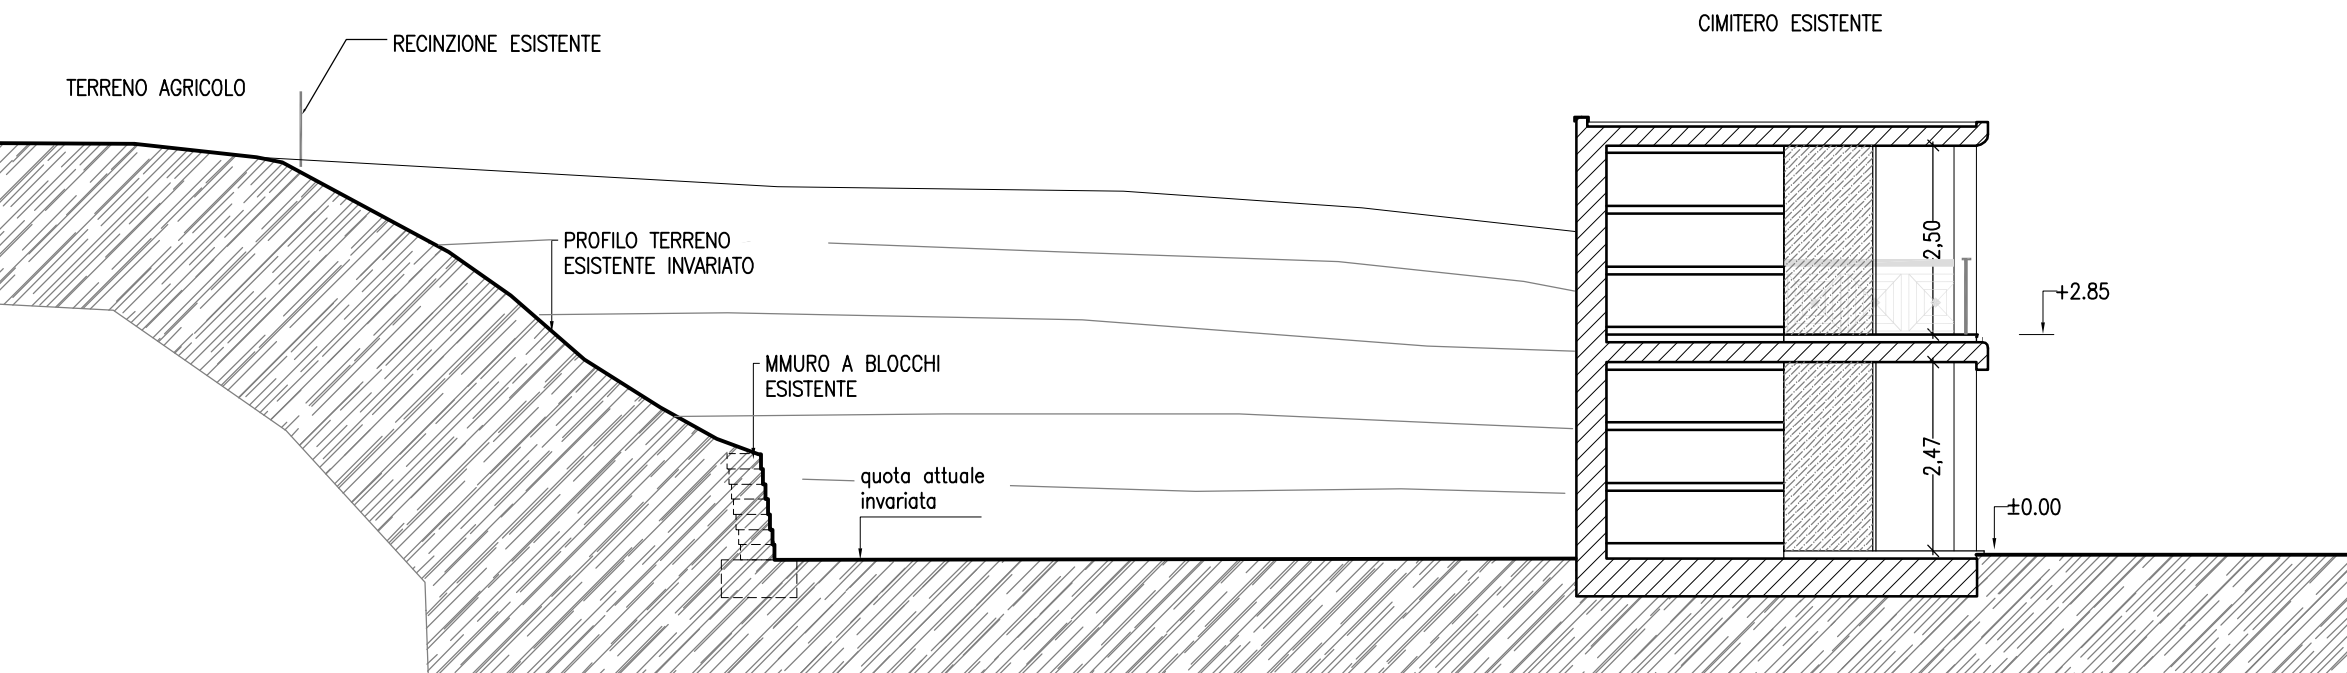 CIMITERO ESISTENTE
RECINZIONE ESISTENTE
TERRENO AGRICOLO
PROFILO TERRENO
ESISTENTE INVARIATO
2,50
+2.85
MMURO A BLOCCHI
ESISTENTE
2,47
quota attuale
invariata
±0.00